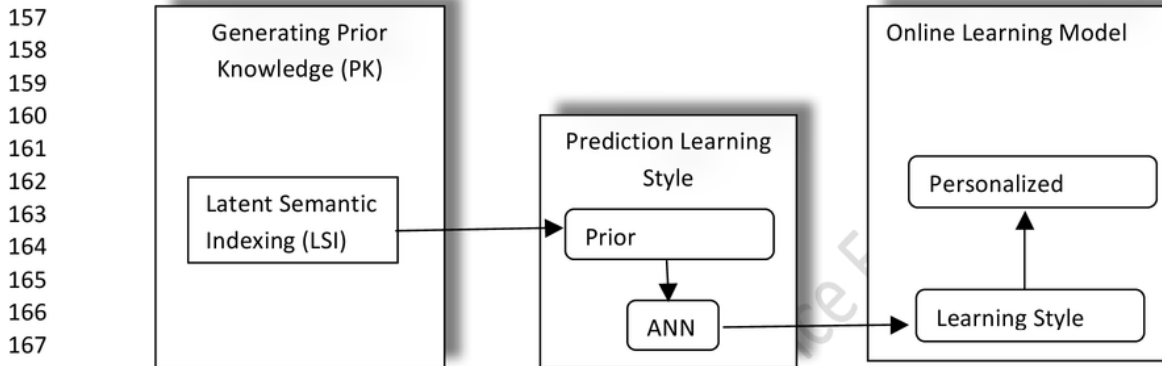 157
158
159
160
161
162
163
164
165
166
167
Generating Prior
Knowledge (PK)
Latent Semantic
Indexing (LSI)
Prediction Learning
Style
Prior
ANN
Online Learning Model
Personalized
Learning Style